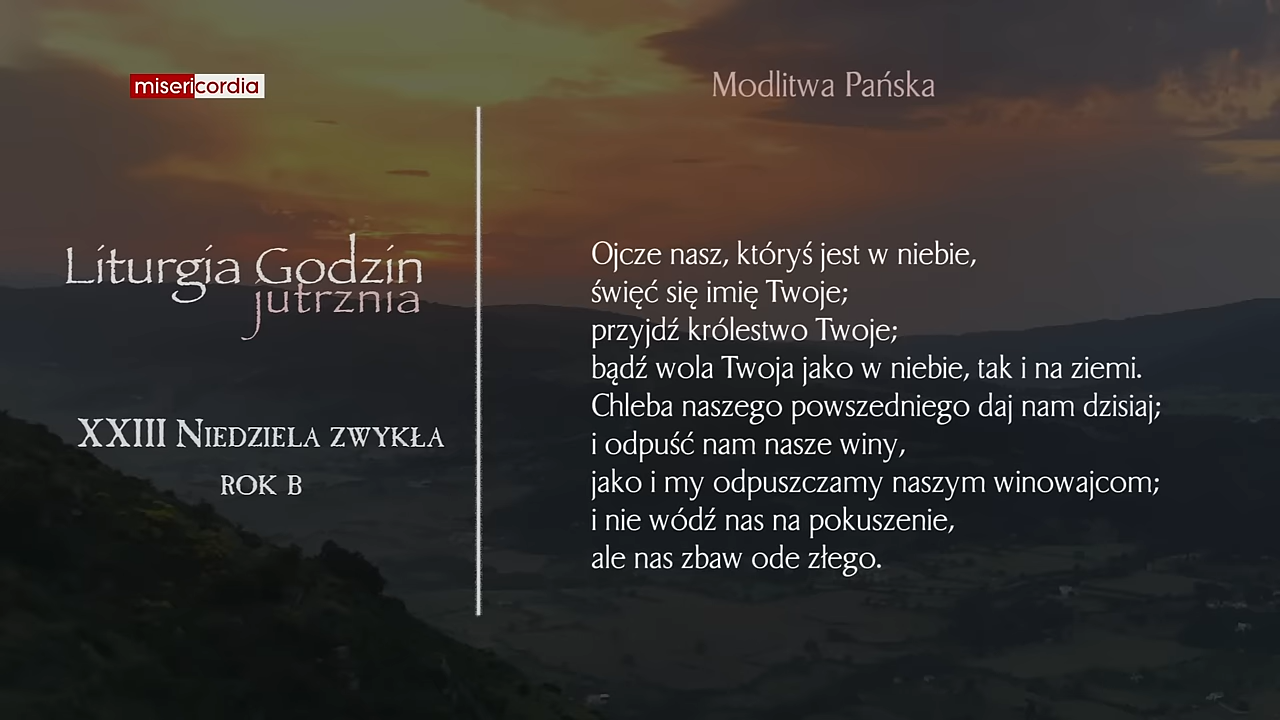 misericordia
Liturgia Godzin
jutrznia
XXIII Niedziela zwykła
rok B
Modlitwa Pańska
Ojcze nasz, któryś jest w niebie,
święć się imię Twoje;
przyjdź królestwo Twoje;
bądź wola Twoja jako w niebie, tak i na ziemi.
Chleba naszego powszedniego daj nam dzisiaj;
i odpuść nam nasze winy,
jako i my odpuszczamy naszym winowajcom;
i nie wódź nas na pokuszenie,
ale nas zbaw ode złego.